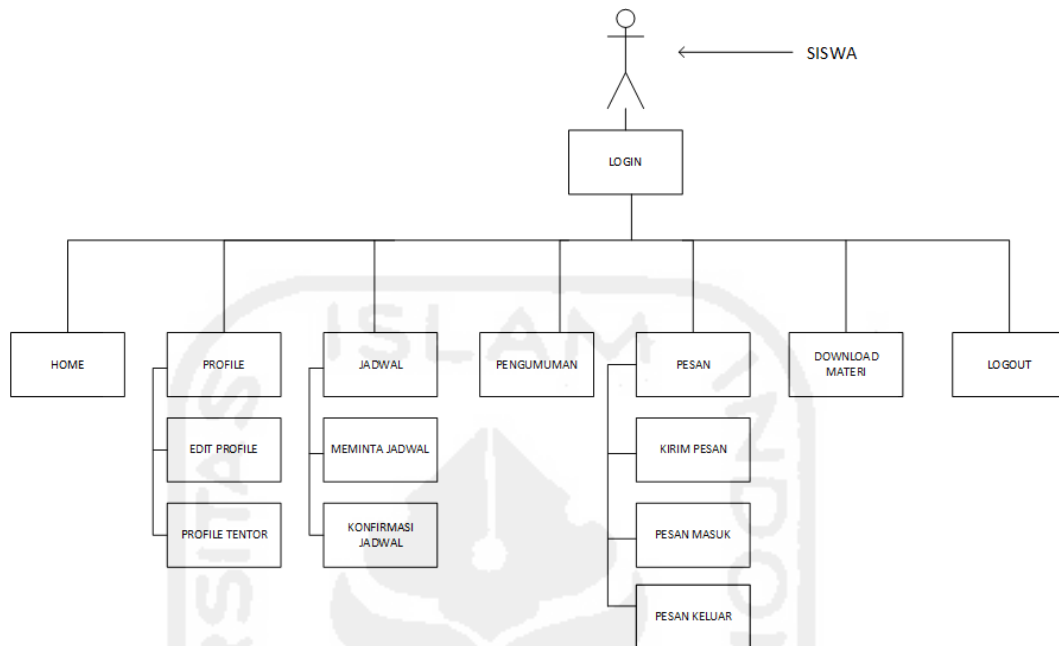 SISWA
LOGIN
HOME
PROFILE
JADWAL
PENGUMUMAN
PESAN
DOWNLOAD
MATERI
LOGOUT
EDIT PROFILE
MEMINTA JADWAL
KIRIM PESAN
PROFILE TENTOR
KONFIRMASI
JADWAL
PESAN MASUK
PESAN KELUAR
ISLAM